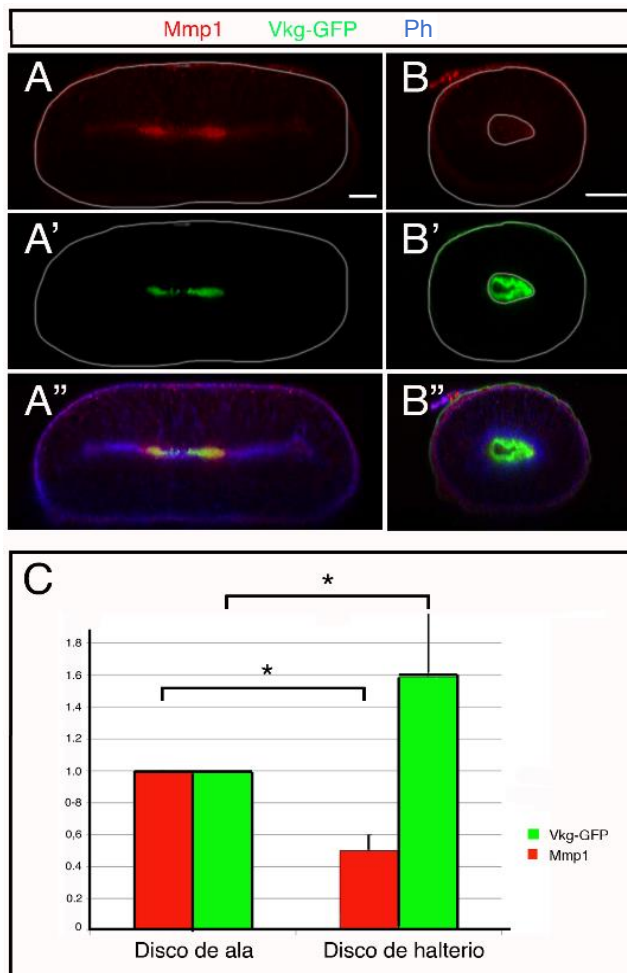 Mmp1 Vkg-GFP Ph
A B
A' B'
A" B"
C
* 
*
1.8
1.6
1.4
1.2
1.0
0-8
0,6
0.4
0.2
0
Vkg-GFP
Mmp1
Disco de ala Disco de halterio